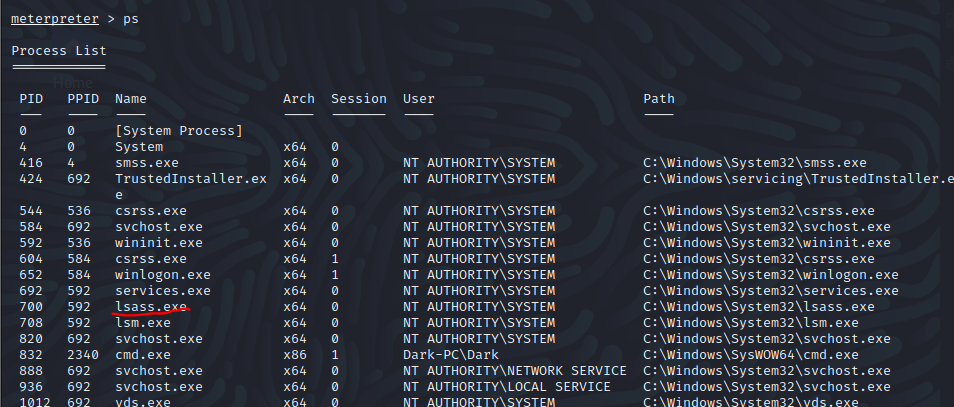 meterpreter > ps
Process List
Home
PID PPID Name Arch Session User Path
0 0 [System Process]
4 0 System x64 0
416 4 smss.exe x64 0 NT AUTHORITY\SYSTEM C:\Windows\System32\smss.exe
424 692 TrustedInstaller.ex x64 0 NT AUTHORITY\SYSTEM C:\Windows\servicing\TrustedInstaller.e
e
544 536 csrss.exe x64 0 NT AUTHORITY\SYSTEM C:\Windows\System32\csrss.exe
584 692 svchost.exe x64 0 NT AUTHORITY\SYSTEM C:\Windows\System32\svchost.exe
592 536 wininit.exe x64 0 NT AUTHORITY\SYSTEM C:\Windows\System32\wininit.exe
604 584 csrss.exe x64 1 NT AUTHORITY\SYSTEM C:\Windows\System32\csrss.exe
652 584 winlogon.exe x64 1 NT AUTHORITY\SYSTEM C:\Windows\System32\winlogon.exe
692 592 services.exe x64 0 NT AUTHORITY\SYSTEM C:\Windows\System32\services.exe
700 592 lsass.exe x64 0 NT AUTHORITY\SYSTEM C:\Windows\System32\lsass.exe
708 592 lsm.exe x64 0 NT AUTHORITY\SYSTEM C:\Windows\System32\lsm.exe
820 692 svchost.exe x64 0 NT AUTHORITY\SYSTEM C:\Windows\System32\svchost.exe
832 2340 cmd.exe x86 1 Dark-PC\Dark C:\Windows\SysWOW64\cmd.exe
888 692 svchost.exe x64 0 NT AUTHORITY\NETWORK SERVICE C:\Windows\System32\svchost.exe
936 692 svchost.exe x64 0 NT AUTHORITY\LOCAL SERVICE C:\Windows\System32\svchost.exe
1012 692 vds.exe x64 0 NT AUTHORITY\SYSTEM C:\Windows\System32\vds.exe